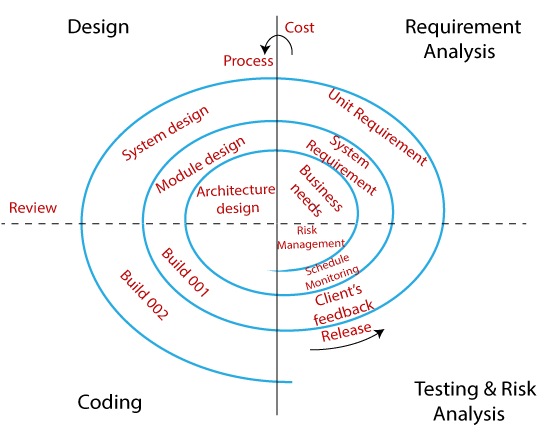 Design
Cost
Requirement
Analysis
Process
System design
Unit Requirement
Module design
System
Requirement
Architecture
design
Business
needs
Review
Risk
Management
Schedule
Monitoring
Build 001
Build 002
Client's
feedback
Release
Coding
Testing & Risk
Analysis